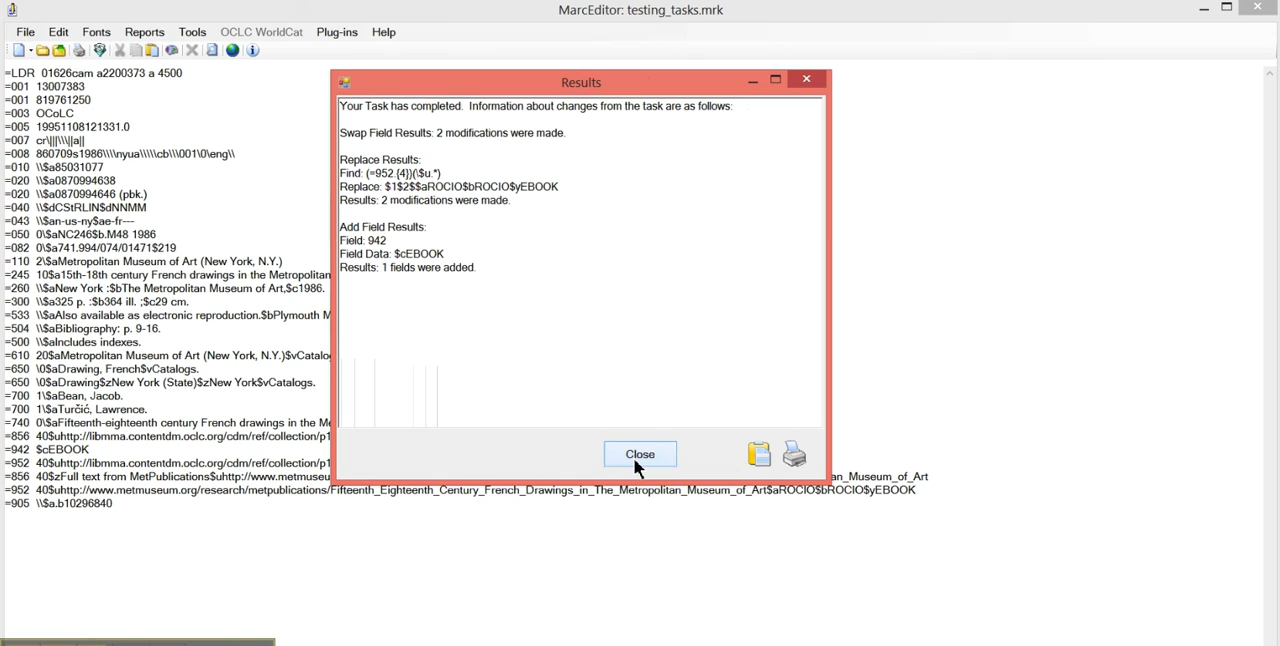 MarcEditor: testing_tasks.mrk
File Edit Fonts Reports Tools OCLC WorldCat Plug-ins Help
=LDR 01626cam a2200373 a 4500
=001 13007383
=001 819761250
=003 OCoLC
=005 19951108121331.0
=007 cr\|||\\\||a||
=008 860709s1986\\\\nyua\\\\\cb\\\001\0\eng\\
=010 \\$a85031077
=020 \\$a0870994638
=020 \\$a0870994646 (pbk.)
=040 \\$dCStRLIN$dNNMM
=043 \\$an-us-ny$ae-fr---
=050 0\$aNC246$b.M48 1986
=082 0\$a741.994/074/01471$219
=110 2\$aMetropolitan Museum of Art (New York, N.Y.)
=245 10$a15th-18th century French drawings in the Metropolitan
=260 \\$aNew York :$bThe Metropolitan Museum of Art,$c1986.
=300 \\$a325 p. :$b364 ill. ;$c29 cm.
=533 \\$aAlso available as electronic reproduction.$bPlymouth M
=504 \\$aBibliography: p. 9-16.
=500 \\$aIncludes indexes.
=610 20$aMetropolitan Museum of Art (New York, N.Y.)$vCatalo
=650 \0$aDrawing, French$vCatalogs.
=650 \0$aDrawing$zNew York (State)$zNew York$vCatalogs.
=700 1\$aBean, Jacob.
=700 1\$aTurčić, Lawrence.
=740 0\$aFifteenth-eighteenth century French drawings in the Me
=856 40$uhttp://libmma.contentdm.oclc.org/cdm/ref/collection/p1
=942 $cEBOOK
=952 40$uhttp://libmma.contentdm.oclc.org/cdm/ref/collection/p1
=856 40$zFull text from MetPublications$uhttp://www.metmuseu an_Museum_of_Art
=952 40$uhttp://www.metmuseum.org/research/metpublications/Fifteenth_Eighteenth_Century_French_Drawings_in_The_Metropolitan_Museum_of_Art$aROCIO$bROCIO$yEBOOK
=905 \\$a.b10296840
Results
Your Task has completed. Information about changes from the task are as follows:
Swap Field Results: 2 modifications were made.
Replace Results:
Find: (=952.{4})(\$u.*)
Replace: $1$2$$aROCIO$bROCIO$yEBOOK
Results: 2 modifications were made.
Add Field Results:
Field: 942
Field Data: $cEBOOK
Results: 1 fields were added.
Close